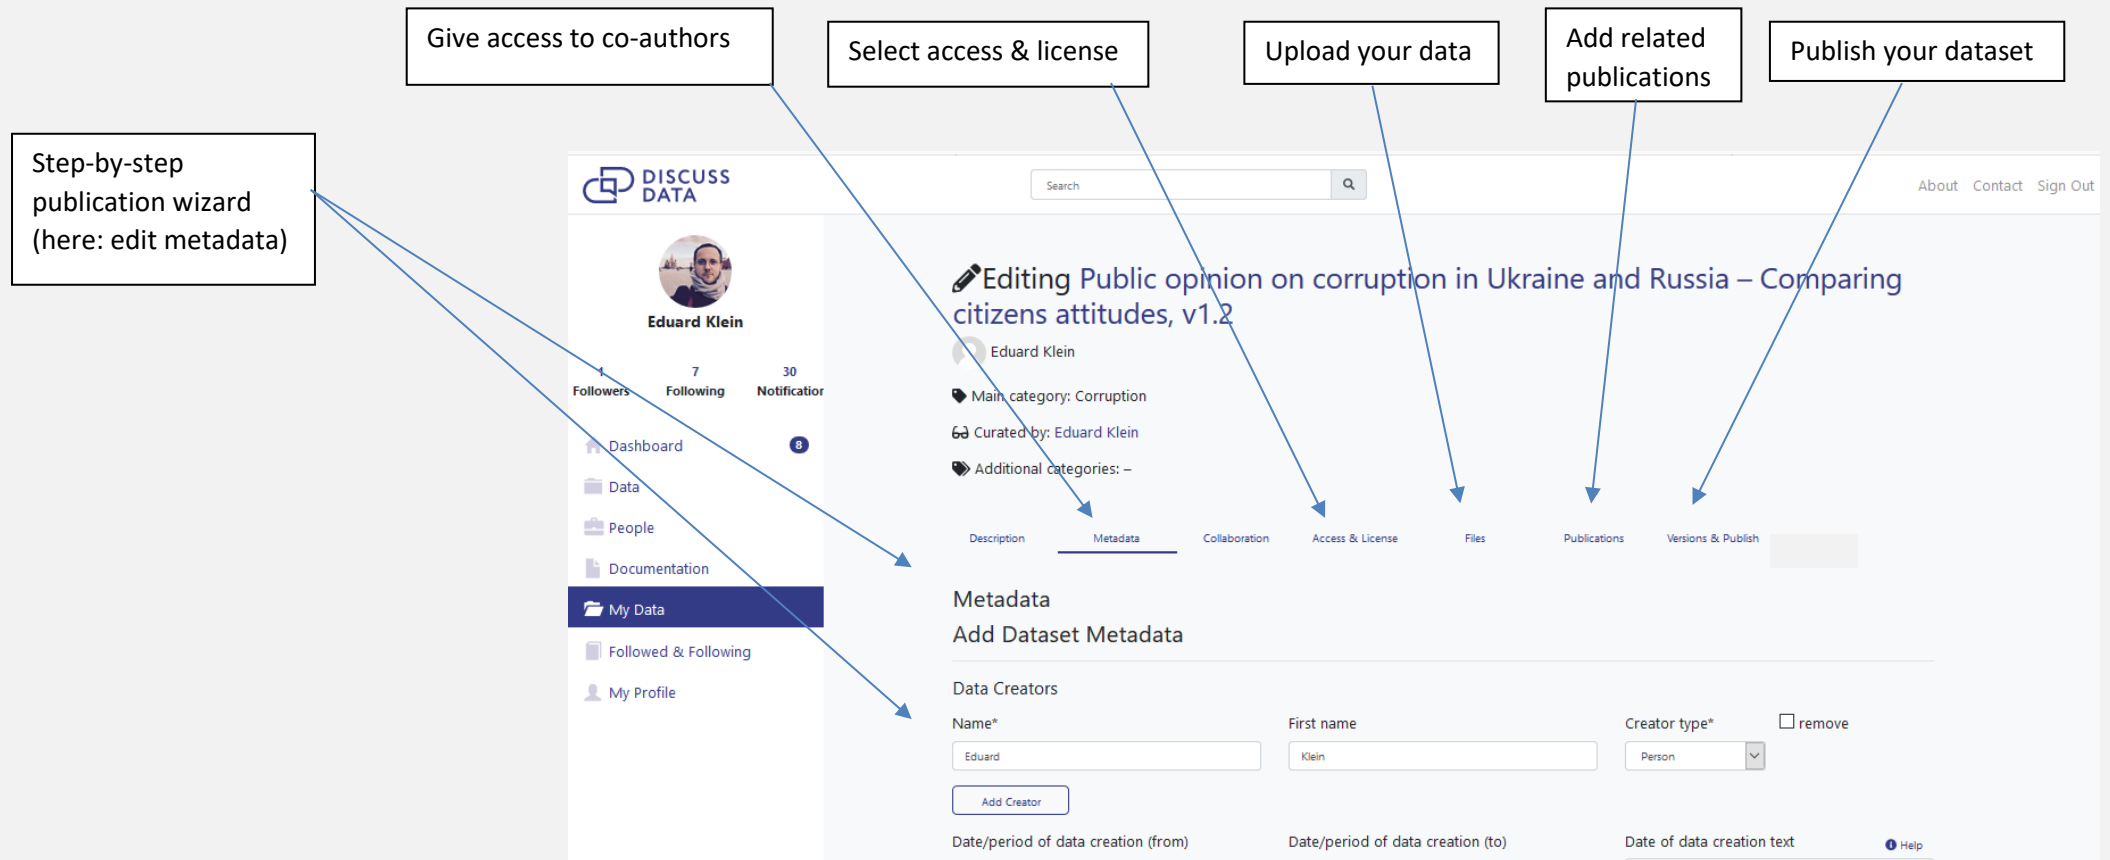 Give access to co-authors
Select access & license
Upload your data
Add related
publications
Publish your dataset
Step-by-step
publication wizard
(here: edit metadata)
DISCUSS
DATA
Search
About Contact Sign Out
Eduard Klein
1 7 30
Followers Following Notification
Dashboard 8
Data
People
Documentation
My Data
Followed & Following
My Profile
Editing Public opinion on corruption in Ukraine and Russia – Comparing
citizens attitudes, v1.2
Eduard Klein
Main category: Corruption
Curated by: Eduard Klein
Additional categories: –
Description Metadata Collaboration Access & License Files Publications Versions & Publish
Metadata
Add Dataset Metadata
Data Creators
Name* First name Creator type* remove
Eduard Klein Person
Add Creator
Date/period of data creation (from) Date/period of data creation (to) Date of data creation text Help